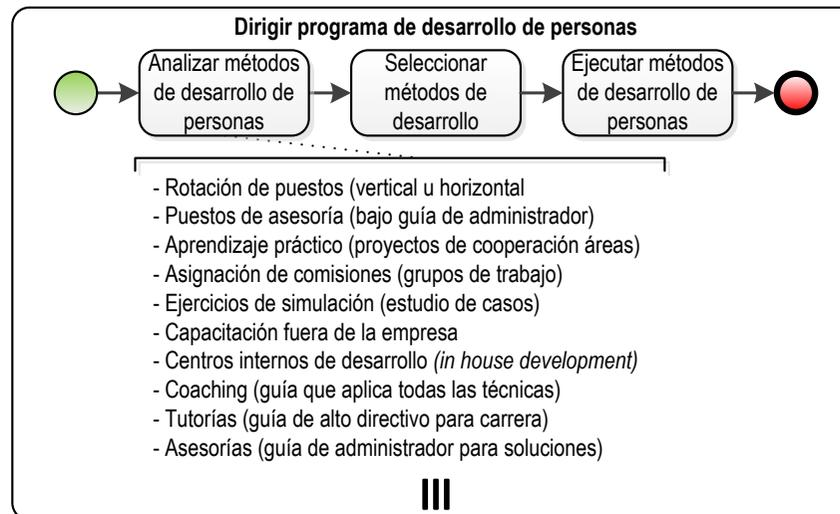 Dirigir programa de desarrollo de personas
Analizar métodos
de desarrollo de
personas
Seleccionar
métodos de
desarrollo
Ejecutar métodos
de desarrollo de
personas
- Rotación de puestos (vertical u horizontal
- Puestos de asesoría (bajo guía de administrador)
- Aprendizaje práctico (proyectos de cooperación áreas)
- Asignación de comisiones (grupos de trabajo)
- Ejercicios de simulación (estudio de casos)
- Capacitación fuera de la empresa
- Centros internos de desarrollo (in house development)
- Coaching (guía que aplica todas las técnicas)
- Tutorías (guía de alto directivo para carrera)
- Asesorías (guía de administrador para soluciones)